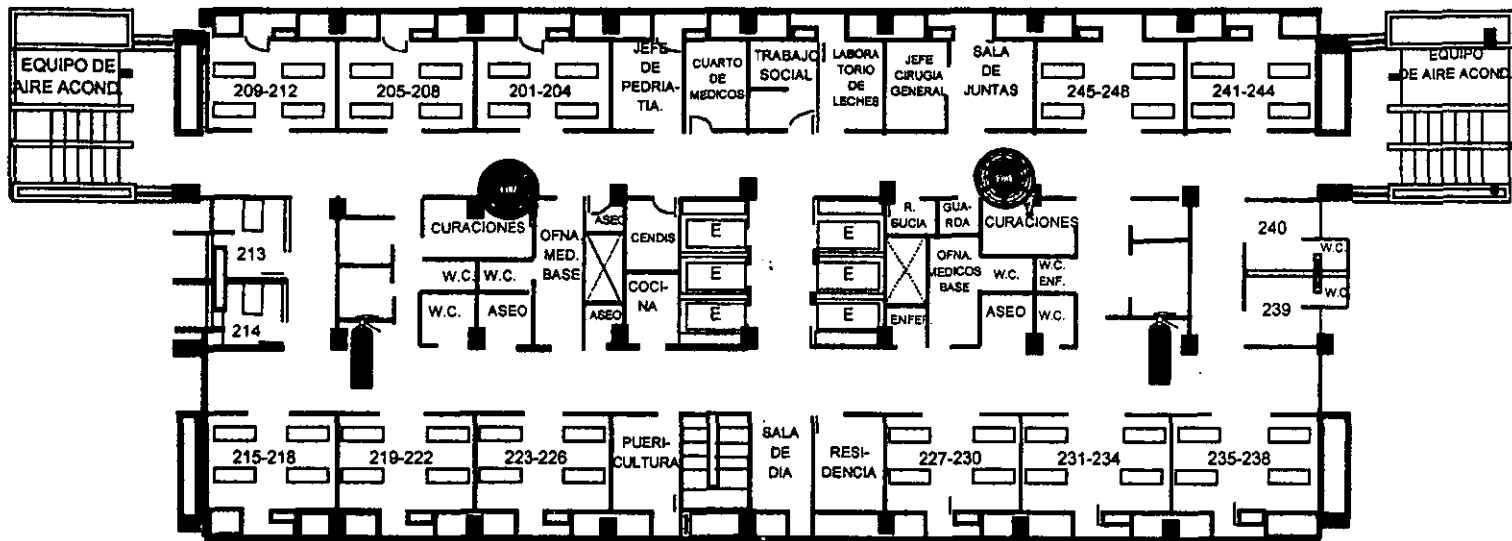 EQUIPO DE
AIRE ACOND.
209-212
205-208
201-204
JEFE
DE
PEDRIA-
TIA.
CUARTO
DE
MEDICOS
TRABAJO
SOCIAL
LABORA
TORIO DE
LECHES
JEFE
CIRUGIA
GENERAL
SALA
DE
JUNTAS
245-248
241-244
EQUIPO
DE AIRE ACOND.
213
214
CURACIONES
W.C.
W.C.
W.C.
ASEO
OFNA
MED.
BASE
ASEO
ASEO
CENDIS
COCI-
NA
E
E
E
E
E
E
R.
SUCIA
GUA-
RDA
CURACIONES
ENFER.
OFNA.
MEDICOS
BASE
W.C.
W.C.
ENF.
ASEO
W.C.
240
W.C.
W.C.
239
215-218
219-222
223-226
PUERI-
CULTURA
SALA
DE
DIA
RESI-
DENCIA
227-230
231-234
235-238